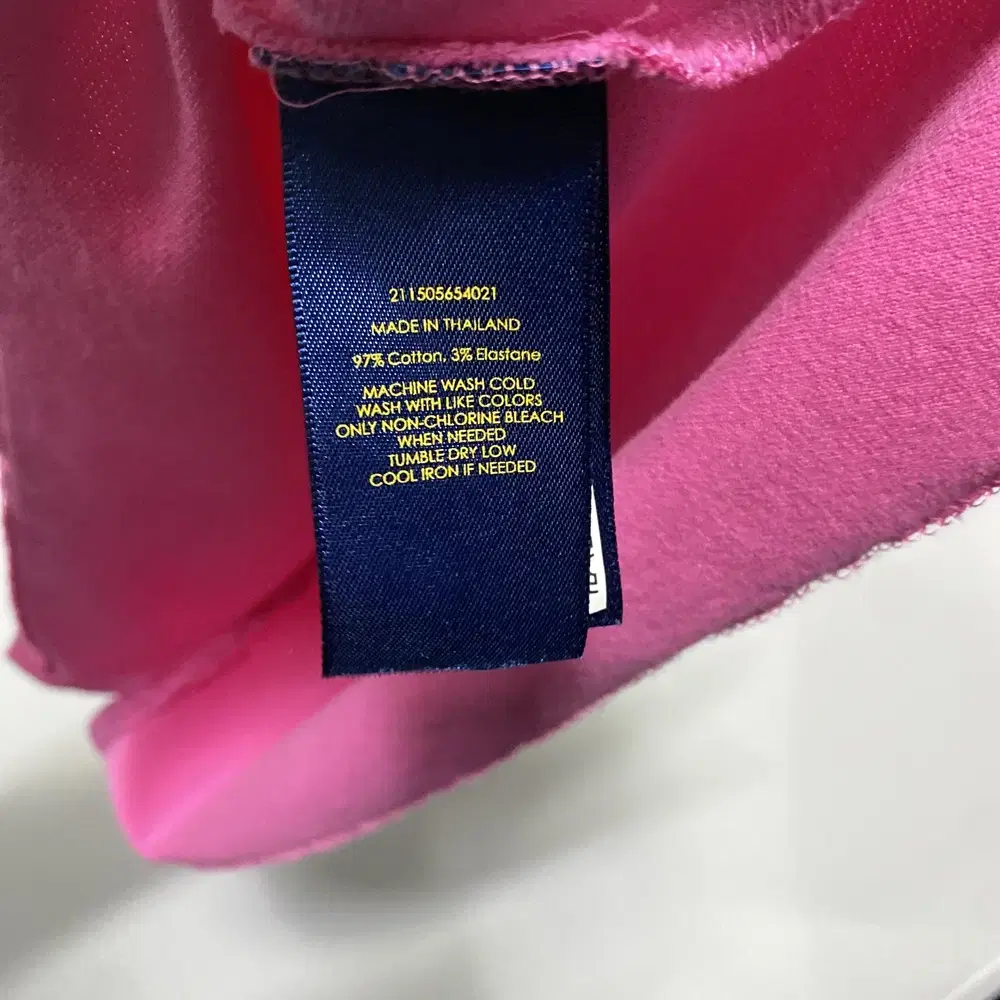 211505654021
MADE IN THAILAND
97% Cotton, 3% Elastane
MACHINE WASH COLD
WASH WITH LIKE COLORS
ONLY NON-CHLORINE BLEACH
WHEN NEEDED
TUMBLE DRY LOW
COOL IRON IF NEEDED